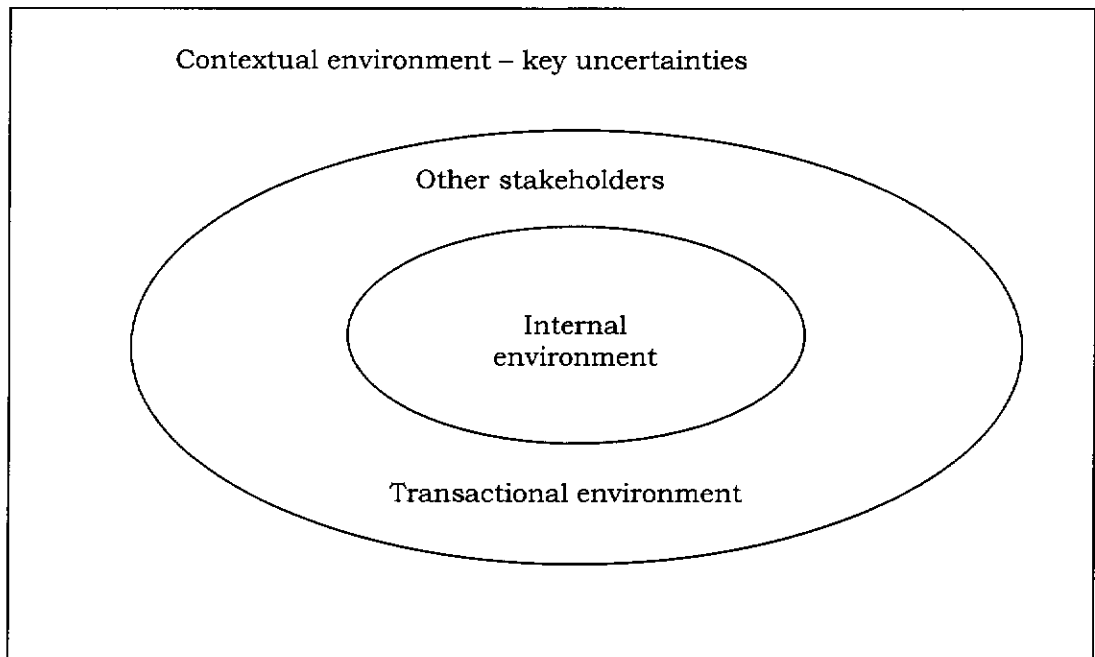 Contextual environment – key uncertainties
Other stakeholders
Internal
environment
Transactional environment